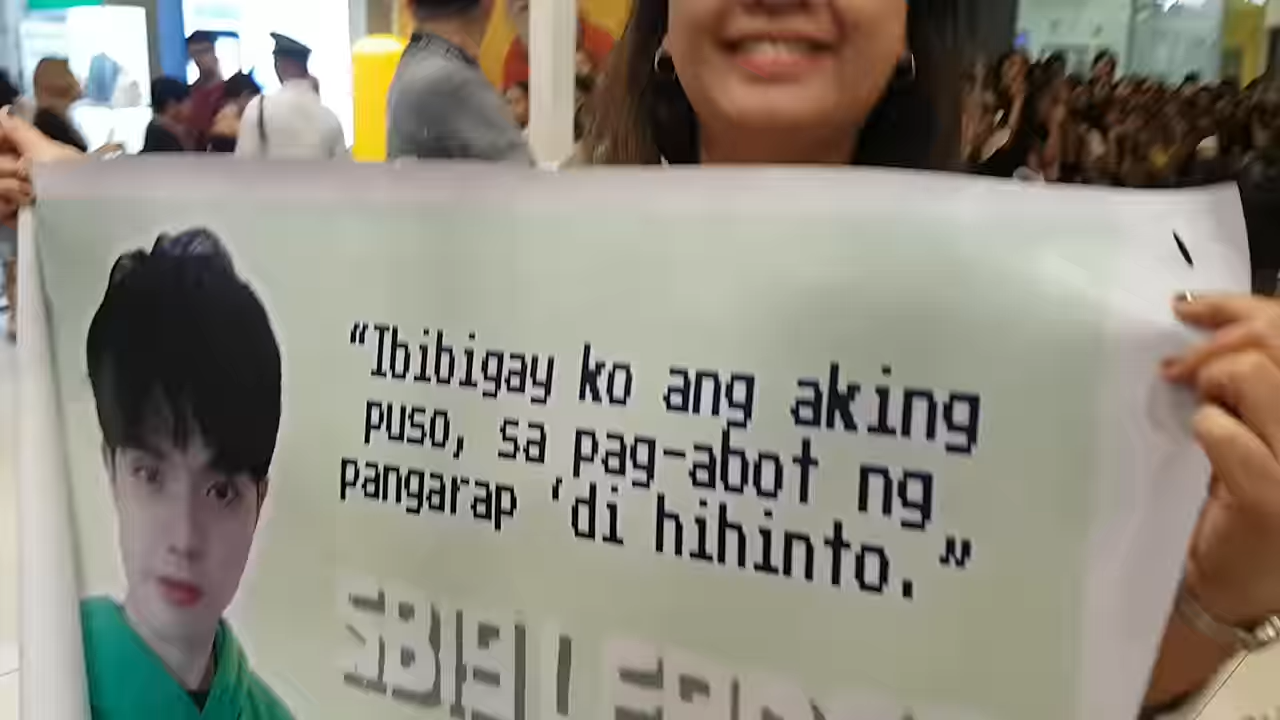 “Ibibigay ko ang aking
puso, sa pag-abot ng
pangarap ‘di hihinto.”